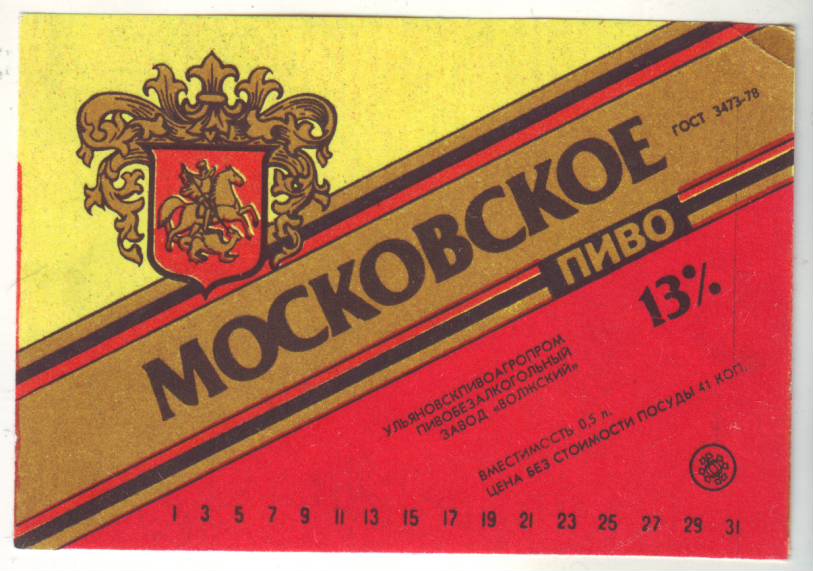 МОСКОВСКОЕ
ГОСТ 3473-78
ПИВО
13%
УЛЬЯНОВСКПИВОАГРОПРОМ
ПИВОБЕЗАЛКОГОЛЬНЫЙ
ЗАВОД «ВОЛЖСКИЙ»
ВМЕСТИМОСТЬ 0,5 л.
ЦЕНА БЕЗ СТОИМОСТИ ПОСУДЫ 41 КОП.
1 3 5 7 9 11 13 15 17 19 21 23 25 27 29 31